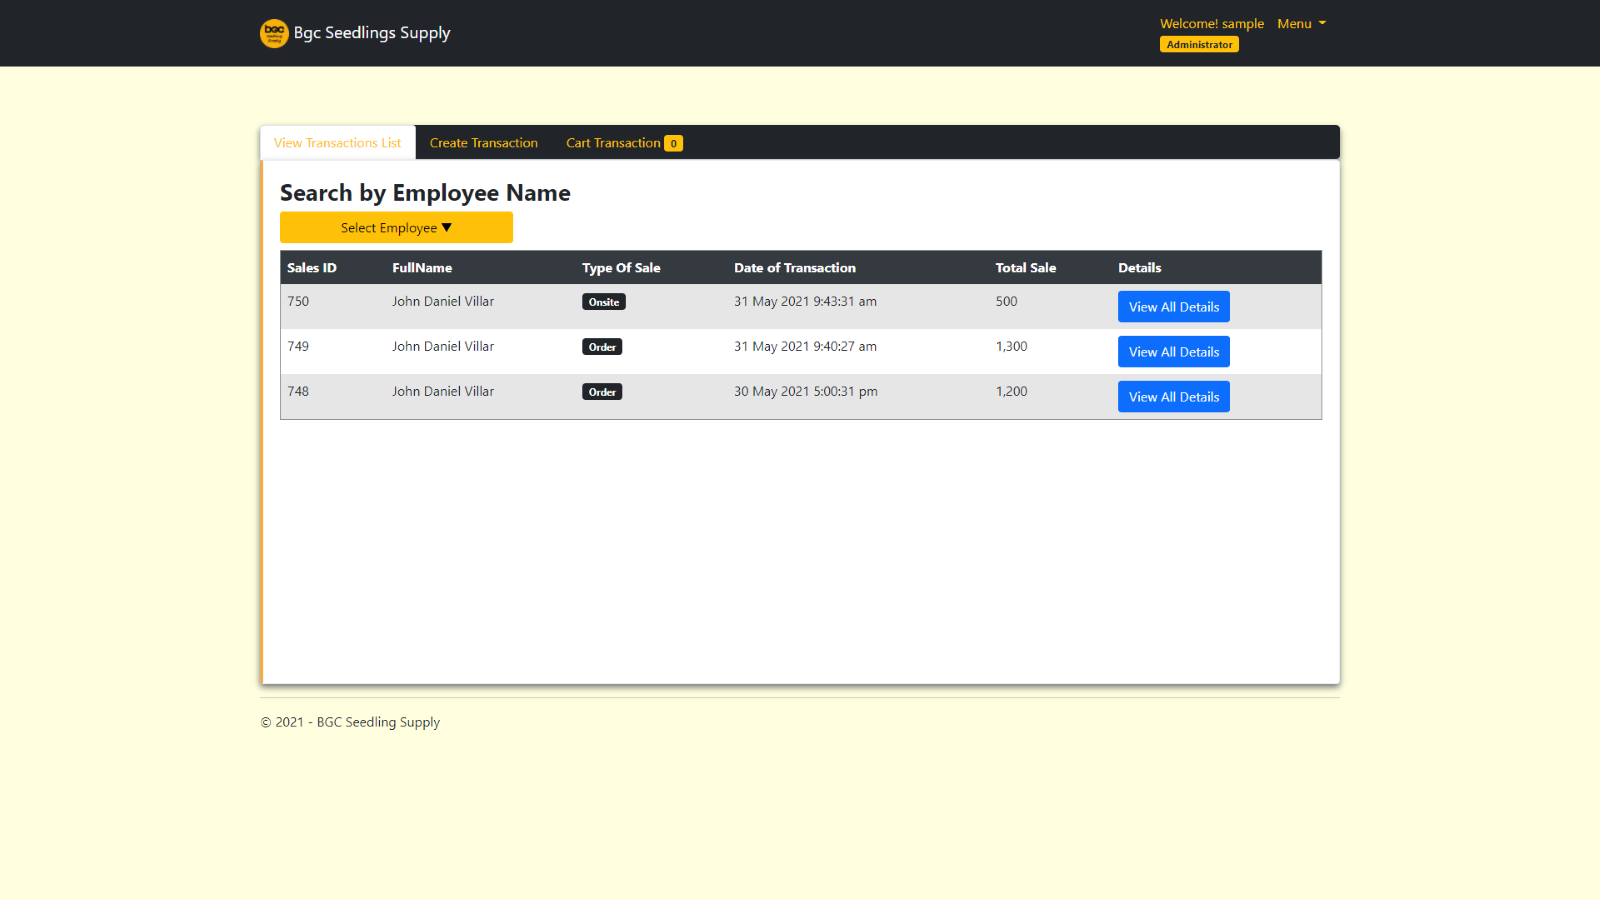 bgc Bgc Seedlings Supply
Welcome! sample Menu
Administrator
View Transactions List Create Transaction Cart Transaction 0
Search by Employee Name
Select Employee ▼
Sales ID FullName Type Of Sale Date of Transaction Total Sale Details
750 John Daniel Villar Onsite 31 May 2021 9:43:31 am 500 View All Details
749 John Daniel Villar Order 31 May 2021 9:40:27 am 1,300 View All Details
748 John Daniel Villar Order 30 May 2021 5:00:31 pm 1,200 View All Details
© 2021 - BGC Seedling Supply